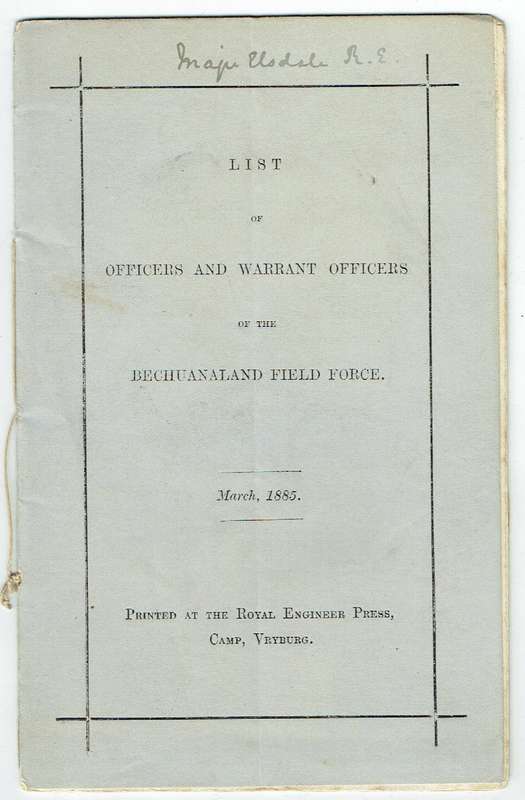 Major Elsdale R.E.
LIST
OF
OFFICERS AND WARRANT OFFICERS
OF THE
BECHUANALAND FIELD FORCE.
March, 1885.
PRINTED AT THE ROYAL ENGINEER PRESS,
CAMP, VRYBURG.